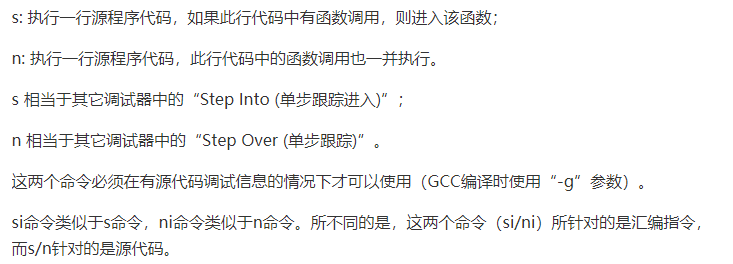 s: 执行一行源程序代码，如果此行代码中有函数调用，则进入该函数；
n: 执行一行源程序代码，此行代码中的函数调用也一并执行。
s 相当于其它调试器中的“Step Into (单步跟踪进入)”；
n 相当于其它调试器中的“Step Over (单步跟踪)”。
这两个命令必须在有源代码调试信息的情况下才可以使用（GCC编译时使用“-g”参数）。
si命令类似于s命令，ni命令类似于n命令。所不同的是，这两个命令（si/ni）所针对的是汇编指令，
而s/n针对的是源代码。